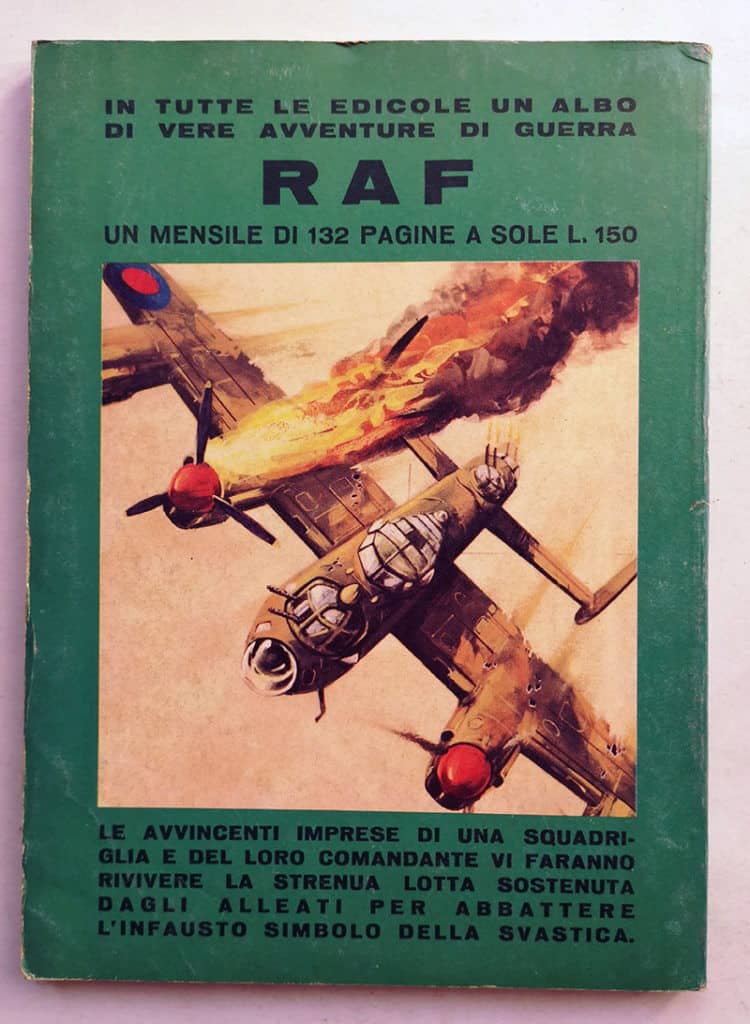 IN TUTTE LE EDICOLE UN ALBO
DI VERE AVVENTURE DI GUERRA
RAF
UN MENSILE DI 132 PAGINE A SOLE L. 150
LE AVVINCENTI IMPRESE DI UNA SQUADRI-
GLIA E DEL LORO COMANDANTE VI FARANNO
RIVIVERE LA STRENUA LOTTA SOSTENUTA
DAGLI ALLEATI PER ABBATTERE
L'INFAUSTO SIMBOLO DELLA SVASTICA.